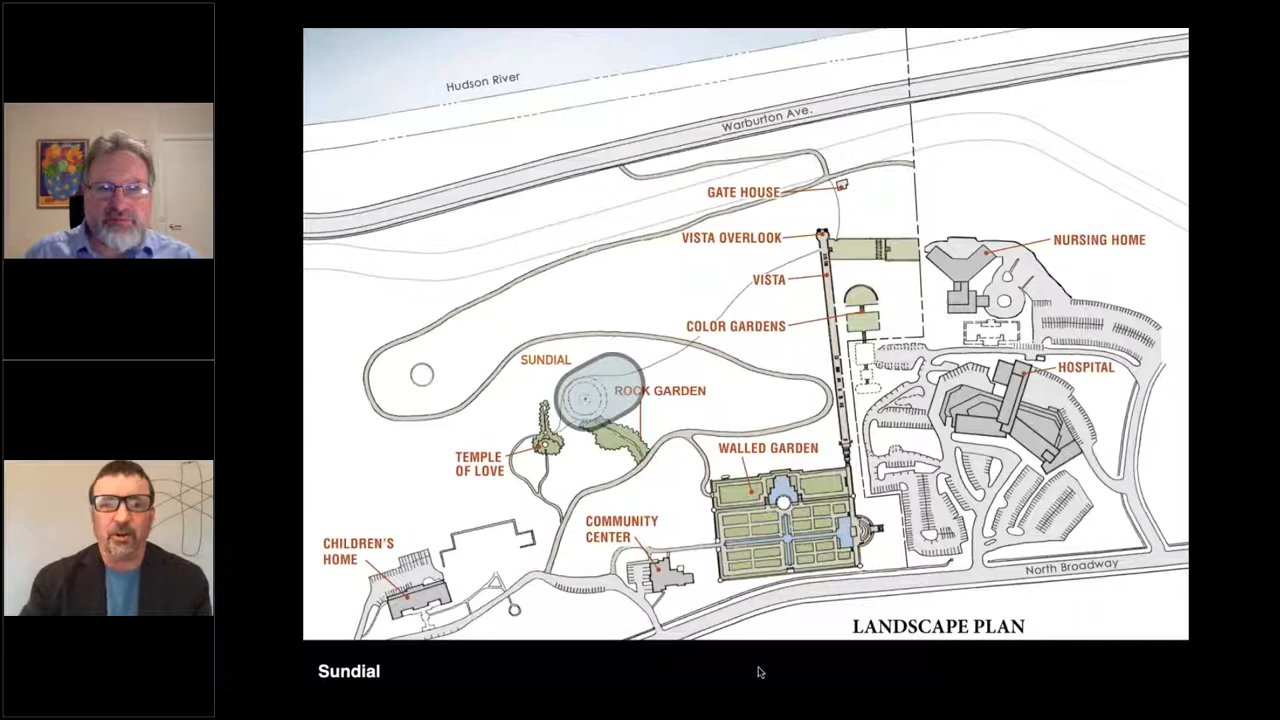 Hudson River
Warburton Ave.
GATE HOUSE
VISTA OVERLOOK
NURSING HOME
VISTA
COLOR GARDENS
SUNDIAL
HOSPITAL
ROCK GARDEN
TEMPLE
OF LOVE
WALLED GARDEN
COMMUNITY
CENTER
CHILDREN'S
HOME
North Broadway
LANDSCAPE PLAN
Sundial